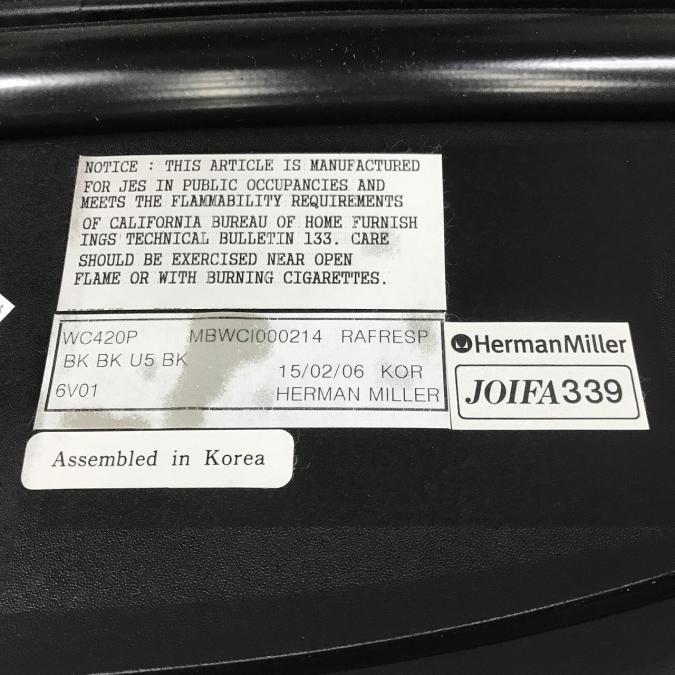 NOTICE : THIS ARTICLE IS MANUFACTURED
FOR JES IN PUBLIC OCCUPANCIES AND
MEETS THE FLAMMABILITY REQUIREMENTS
OF CALIFORNIA BUREAU OF HOME FURNISH
INGS TECHNICAL BULLETIN 133. CARE
SHOULD BE EXERCISED NEAR OPEN
FLAME OR WITH BURNING CIGARETTES.
WC420P MBWCI000214 RAFRESP
BK BK U5 BK
15/02/06 KOR
6V01 HERMAN MILLER
HermanMiller
JOIFA339
Assembled in Korea